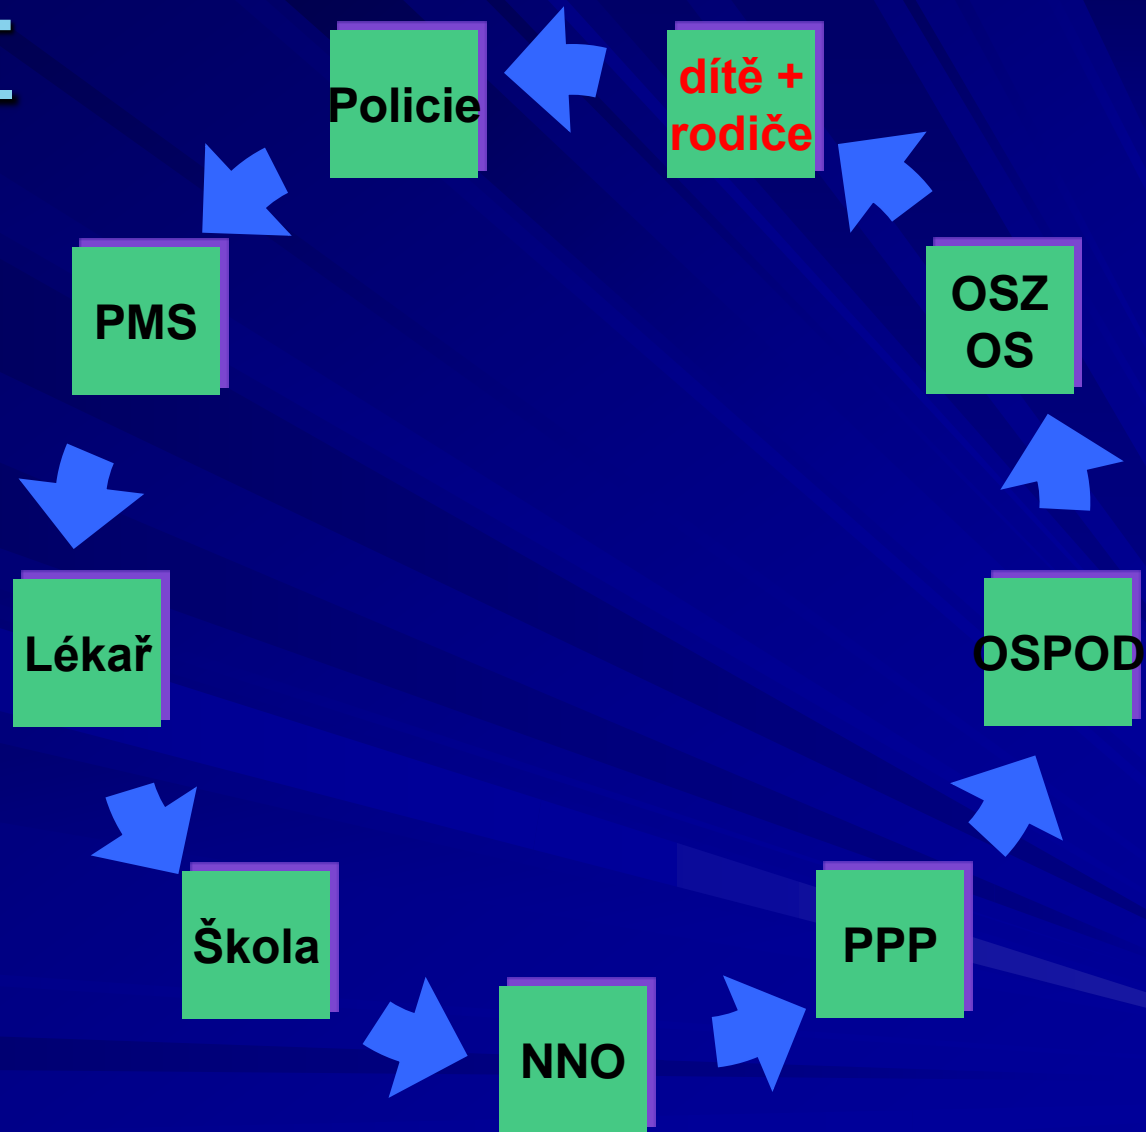 Policie
dítě +
rodiče
PMS
OSZ
OS
Lékař
OSPOD
Škola
PPP
NNO